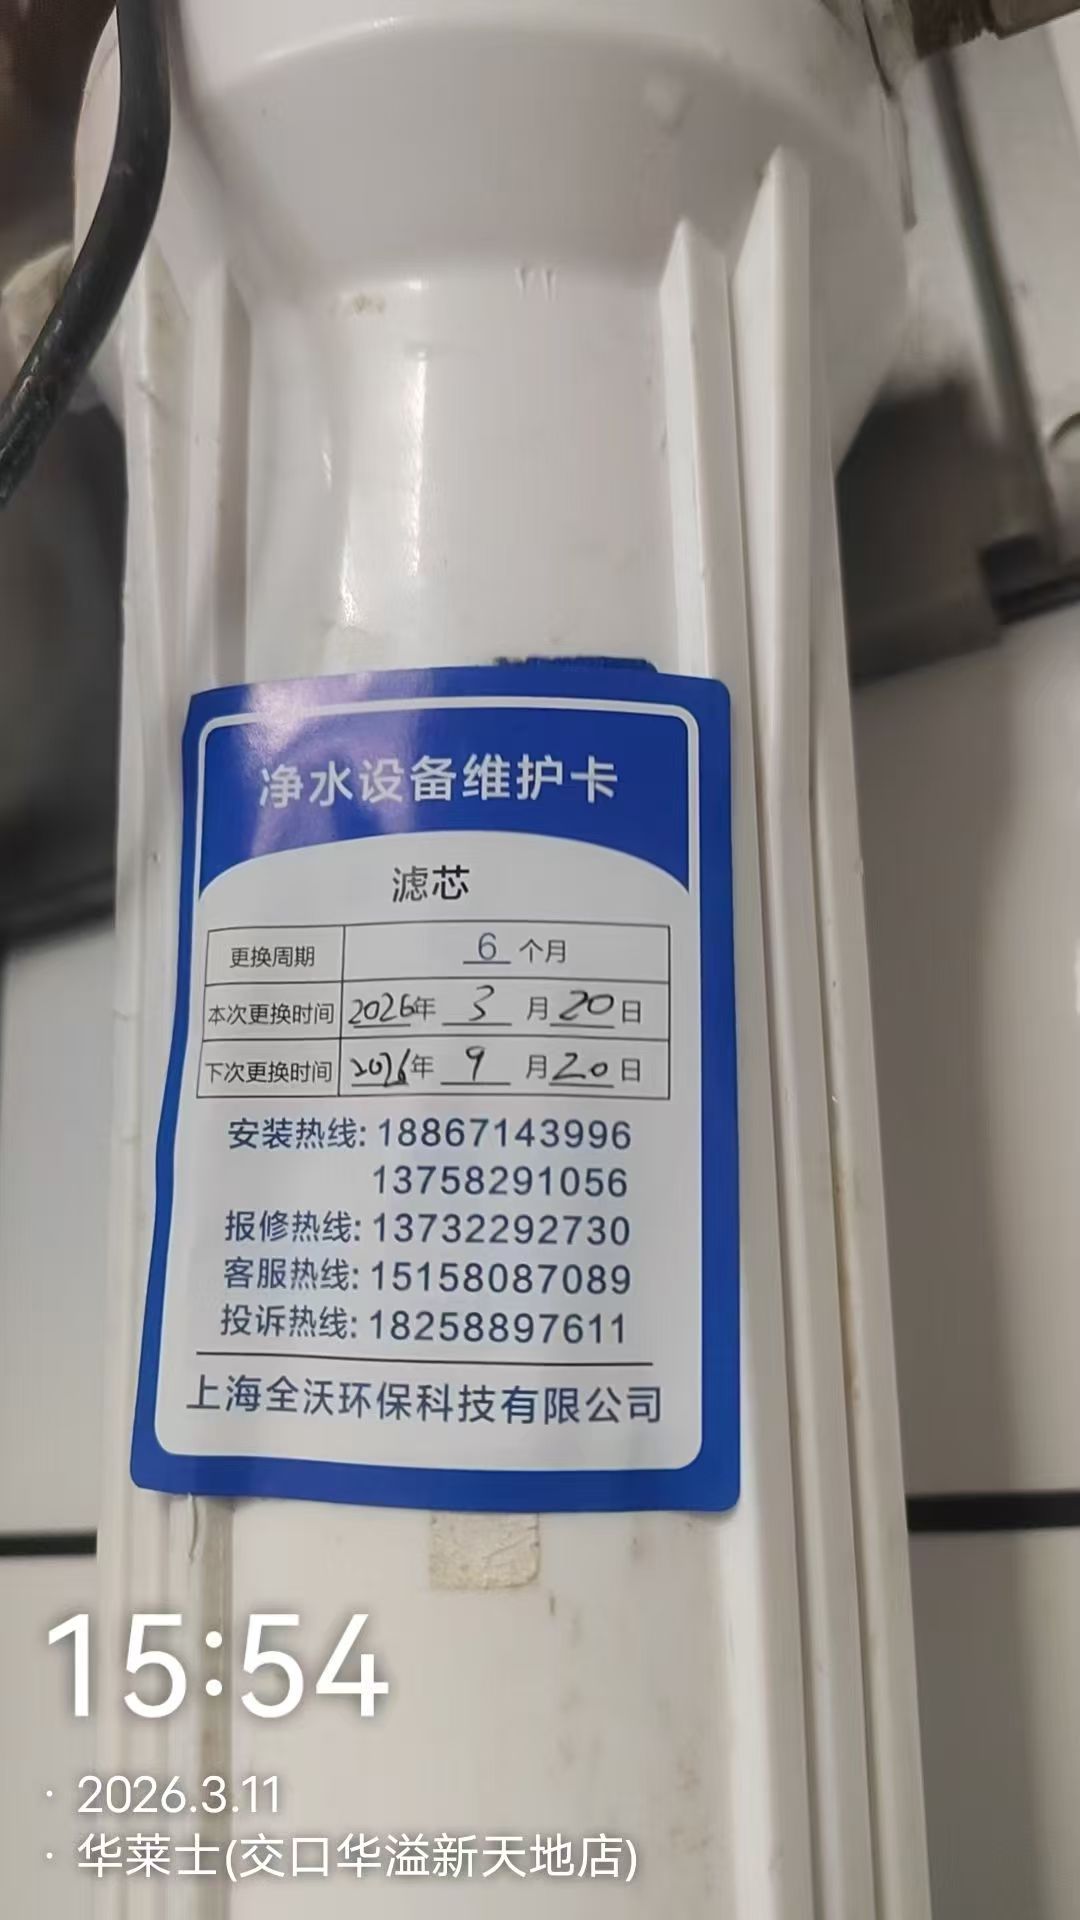 净水设备维护卡
滤芯
更换周期 6 个月
本次更换时间 2026年 3 月 20 日
下次更换时间 2026年 9 月 20 日
安装热线: 18867143996
13758291056
报修热线: 13732292730
客服热线: 15158087089
投诉热线: 18258897611
上海全沃环保科技有限公司
15:54
· 2026.3.11
· 华莱士(交口华溢新天地店)